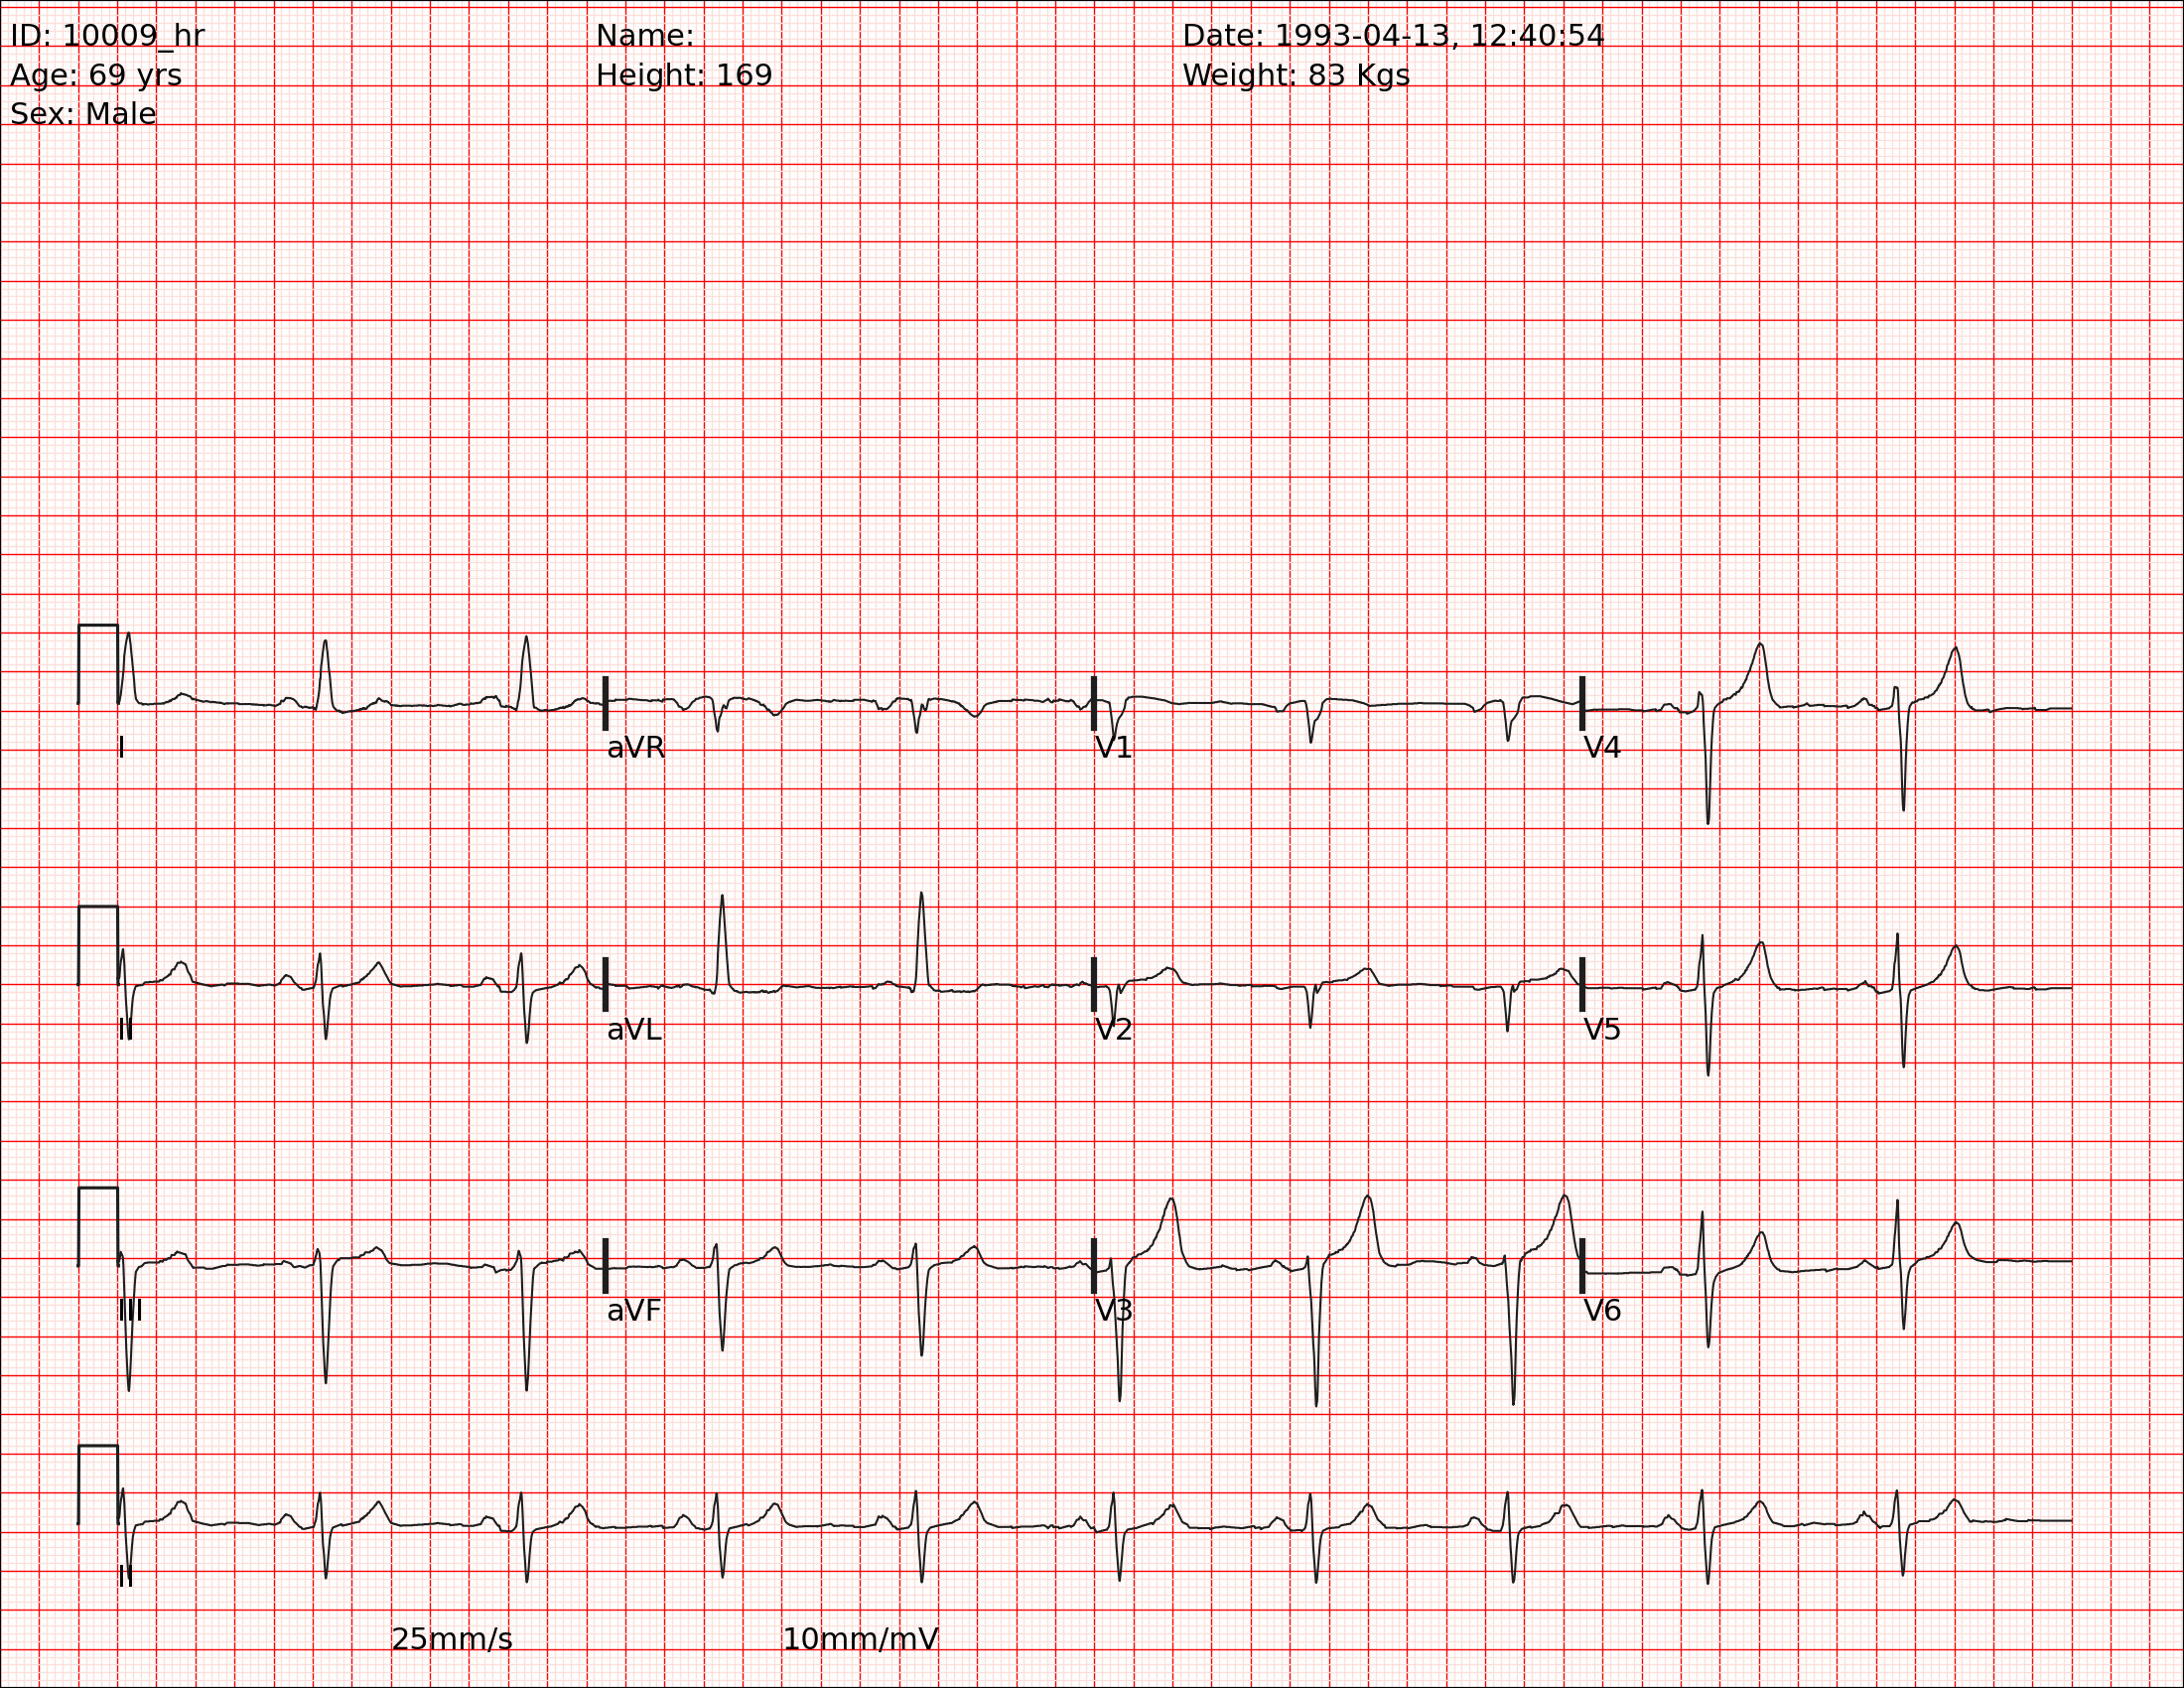 ID: 10009_hr Name: Date: 1993-04-13, 12:40:54
Age: 69 yrs Height: 169 Weight: 83 Kgs
Sex: Male
I aVR V1 V4
II aVL V2 V5
III aVF V3 V6
II
25mm/s 10mm/mV